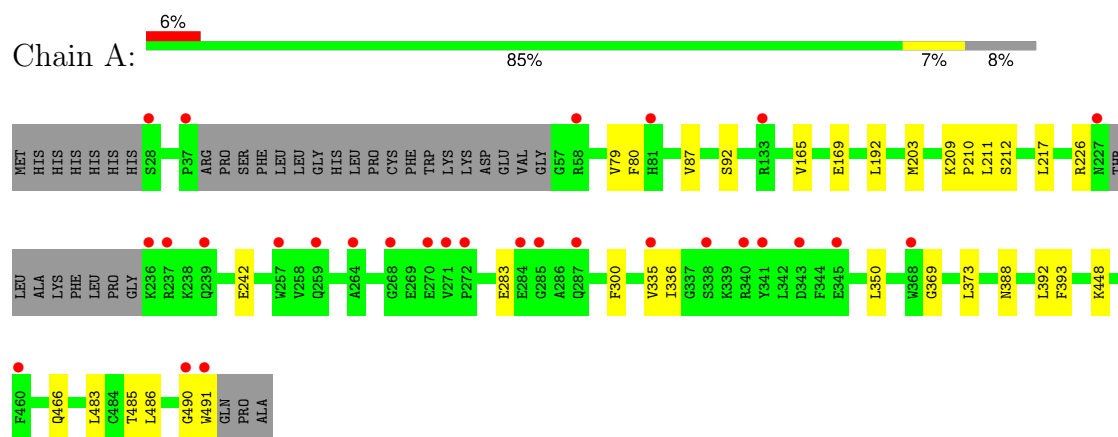 6%
Chain A:
85% 7% 8%
MET HIS HIS HIS HIS HIS HIS S28 P37 ARG PRO SER PHE LEU LEU GLY HIS LEU PRO CYS PHE TRP LYS LYS ASP GLU VAL GLY G57 R58 V79 F80 H81 V87 S92 R133 V165 E169 L192 M203 K209 P210 L211 S212 L217 R226 N227 THR
LEU ALA LYS PHE LEU PRO GLY K236 R237 K238 Q239 E242 W257 V258 Q259 A264 G268 E269 E270 V271 P272 E283 E284 G285 A286 Q287 F300 V335 I336 G337 S338 K339 R340 Y341 L342 D343 F344 E345 L350 W368 G369 L373 N388 L392 F393 K448
F460 Q466 L483 C484 T485 L486 G490 W491 GLN PRO ALA